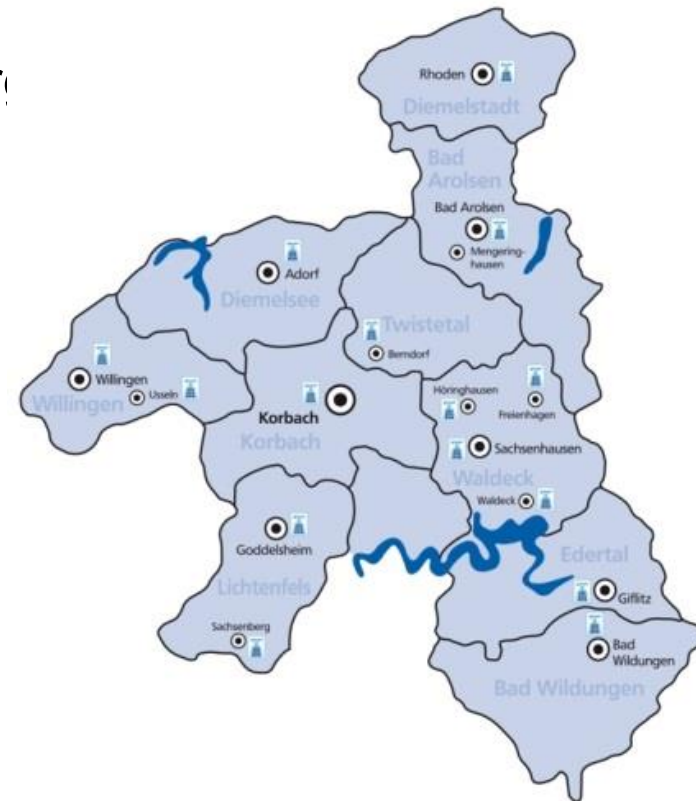 Rhoden
Diemelstadt
Bad
Arolsen
Bad Arolsen
Mengering-
hausen
Adorf
Diemelsee
Twistetal
Berndorf
Willingen
Usseln
Willingen
Höringhausen
Freienhagen
Korbach
Korbach
Sachsenhausen
Waldeck
Waldeck
Goddelsheim
Edertal
Lichtenfels
Giflitz
Sachsenberg
Bad
Wildungen
Bad Wildungen